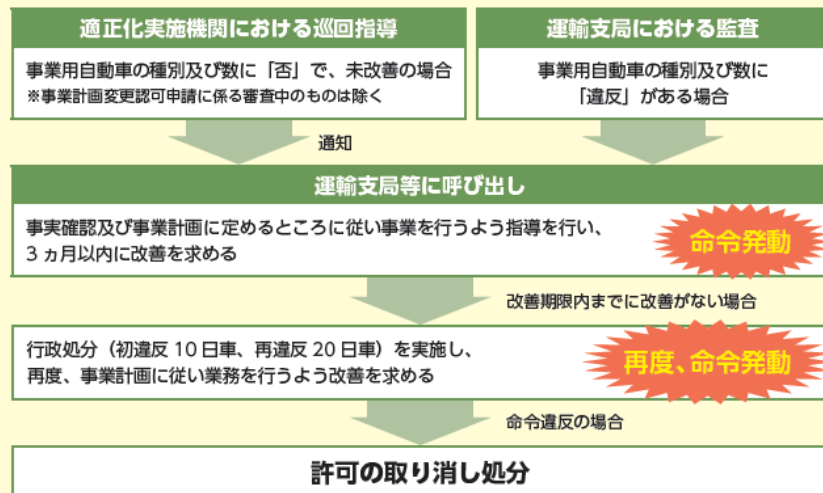 適正化実施機関における巡回指導
事業用自動車の種別及び数に「否」で、未改善の場合
※事業計画変更認可申請に係る審査中のものは除く
運輸支局における監査
事業用自動車の種別及び数に
「違反」がある場合
通知
運輸支局等に呼び出し
事実確認及び事業計画に定めるところに従い事業を行うよう指導を行い、
3ヵ月以内に改善を求める
命令発動
改善期限内までに改善がない場合
行政処分（初違反 10 日車、再違反 20 日車）を実施し、
再度、事業計画に従い業務を行うよう改善を求める
再度、命令発動
命令違反の場合
許可の取り消し処分